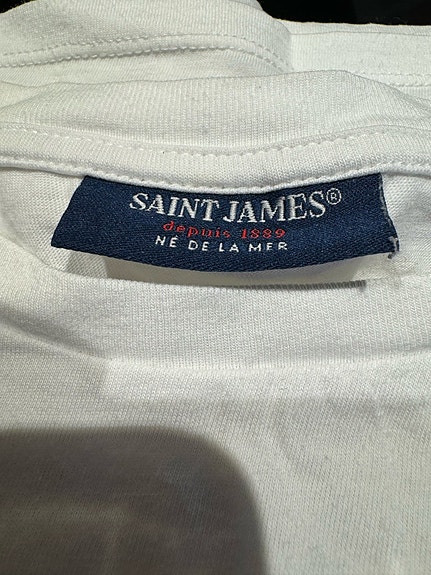 SAINT JAMES®
depuis 1889
NÉ DE LA MER